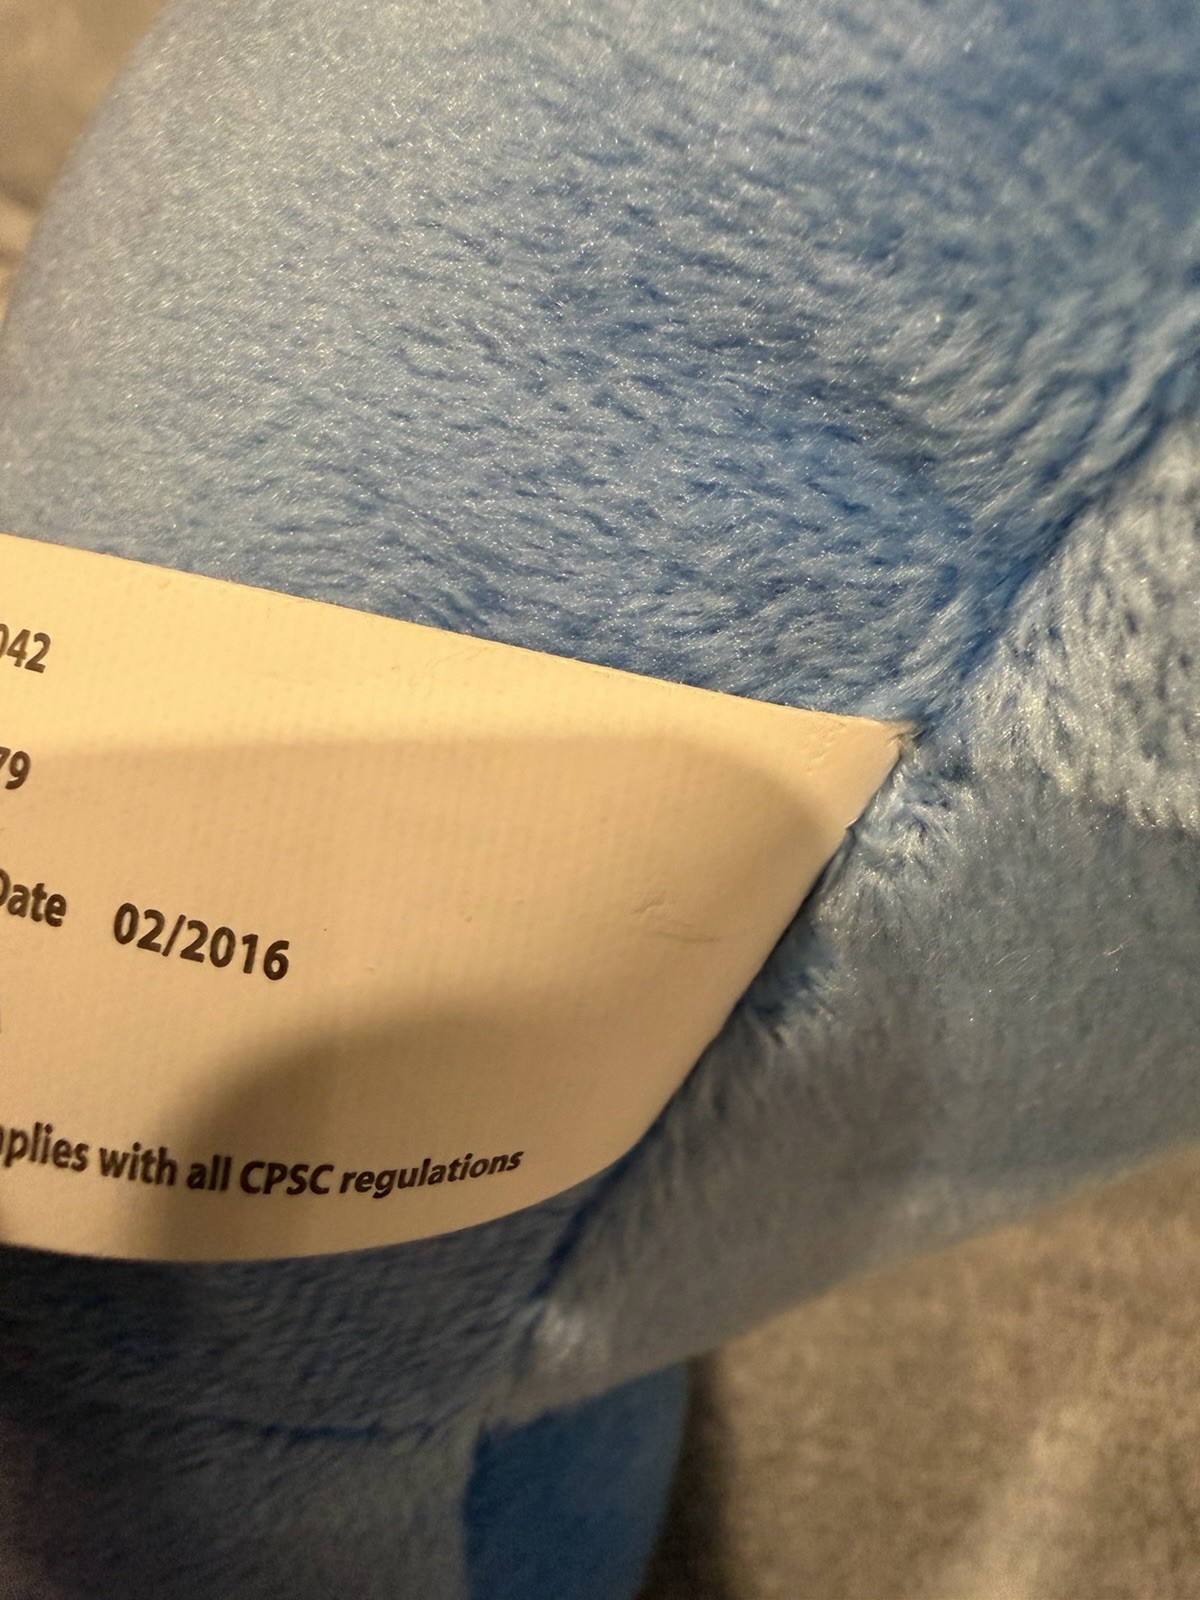 042
79
Date 02/2016
plies with all CPSC regulations